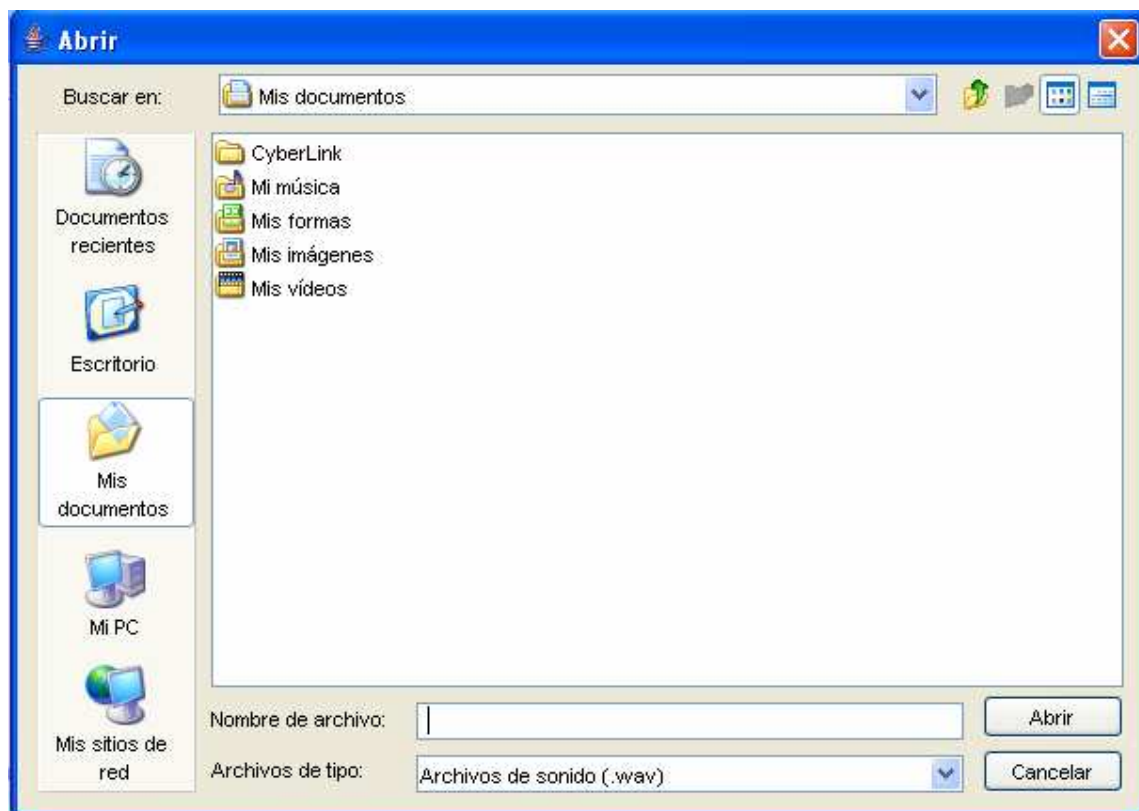 Abrir
Buscar en:
Mis documentos
Documentos
recientes
Escritorio
Mis
documentos
Mi PC
Mis sitios de
red
CyberLink
Mi música
Mis formas
Mis imágenes
Mis vídeos
Nombre de archivo:
Abrir
Archivos de tipo:
Archivos de sonido (.wav)
Cancelar